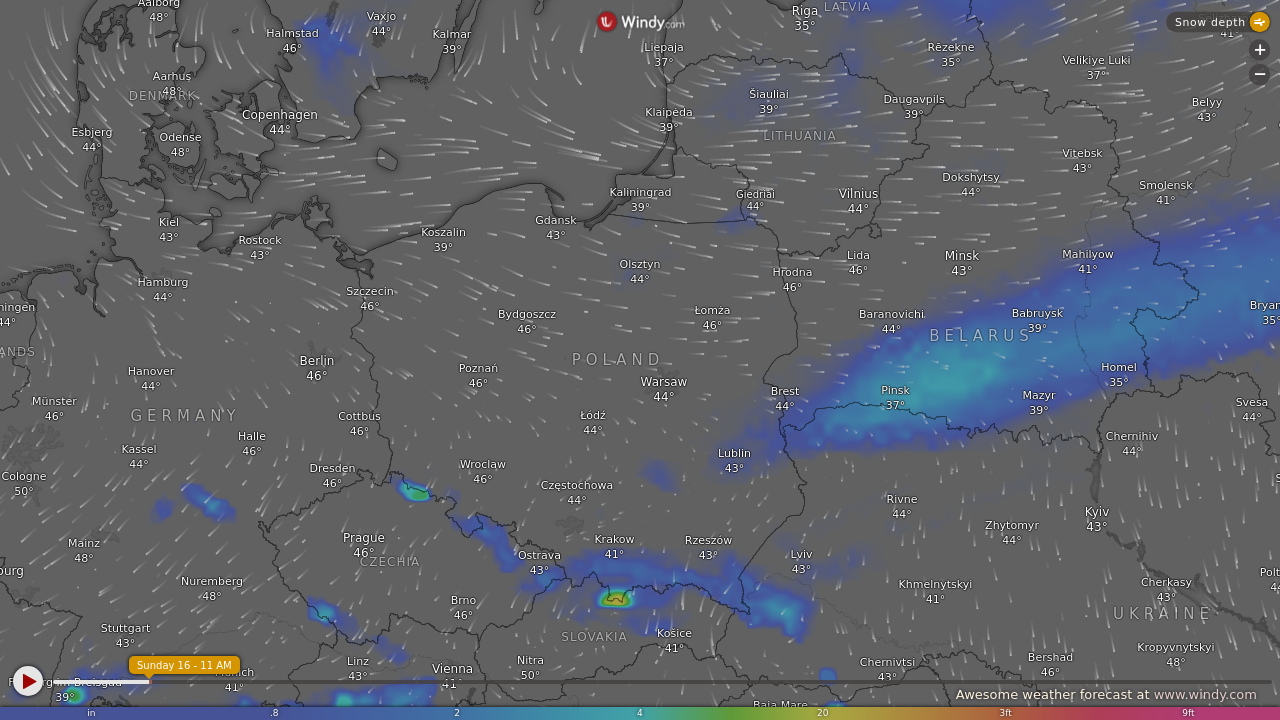 Aalborg
48°
Vaxjo
44°
Riga
35°
LATVIA
Windy.com
Snow depth
41°
Halmstad
46°
Kalmar
39°
Liepaja
37°
Rēzekne
35°
Velikiye Luki
37°
Aarhus
48°
DENMARK
Šiauliai
39°
Daugavpils
39°
Belyy
43°
Copenhagen
44°
Klaipėda
39°
LITHUANIA
Esbjerg
44°
Odense
48°
Vitebsk
43°
Dokshytsy
44°
Smolensk
41°
Kaliningrad
39°
Giednai
44°
Vilnius
44°
Kiel
43°
Gdansk
43°
Koszalin
39°
Rostock
43°
Lida
46°
Minsk
43°
Mahilyow
41°
Olsztyn
44°
Hrodna
46°
Hamburg
44°
Szczecin
46°
ningen
44°
Bydgoszcz
46°
Łomża
46°
Baranovichi
44°
Babruysk
39°
Bryan
35°
BELARUS
ANDS
POLAND
Berlin
46°
Hanover
44°
Poznań
46°
Warsaw
44°
Homel
35°
Brest
44°
Pinsk
37°
Mazyr
39°
Münster
46°
Svesa
44°
GERMANY
Cottbus
46°
Łódź
44°
Halle
46°
Chernihiv
44°
Kassel
44°
Lublin
43°
Dresden
46°
Wroclaw
46°
Cologne
50°
Częstochowa
44°
Rivne
44°
Kyiv
43°
Zhytomyr
44°
Mainz
48°
Prague
46°
CZECHIA
Krakow
41°
Rzeszów
43°
Ostrava
43°
Lviv
43°
burg
Nuremberg
48°
Khmelnytskyi
41°
Cherkasy
43°
Polt
44
Brno
46°
UKRAINE
Stuttgart
43°
SLOVAKIA
Košice
41°
Kropyvnytskyi
48°
Sunday 16 - 11 AM
Linz
43°
Nitra
50°
Vienna
41
Chernivtsi
43°
Bershad
46°
41°
39°
Awesome weather forecast at www.windy.com
Baia Mare
in .8 2 4 20 3ft 9ft